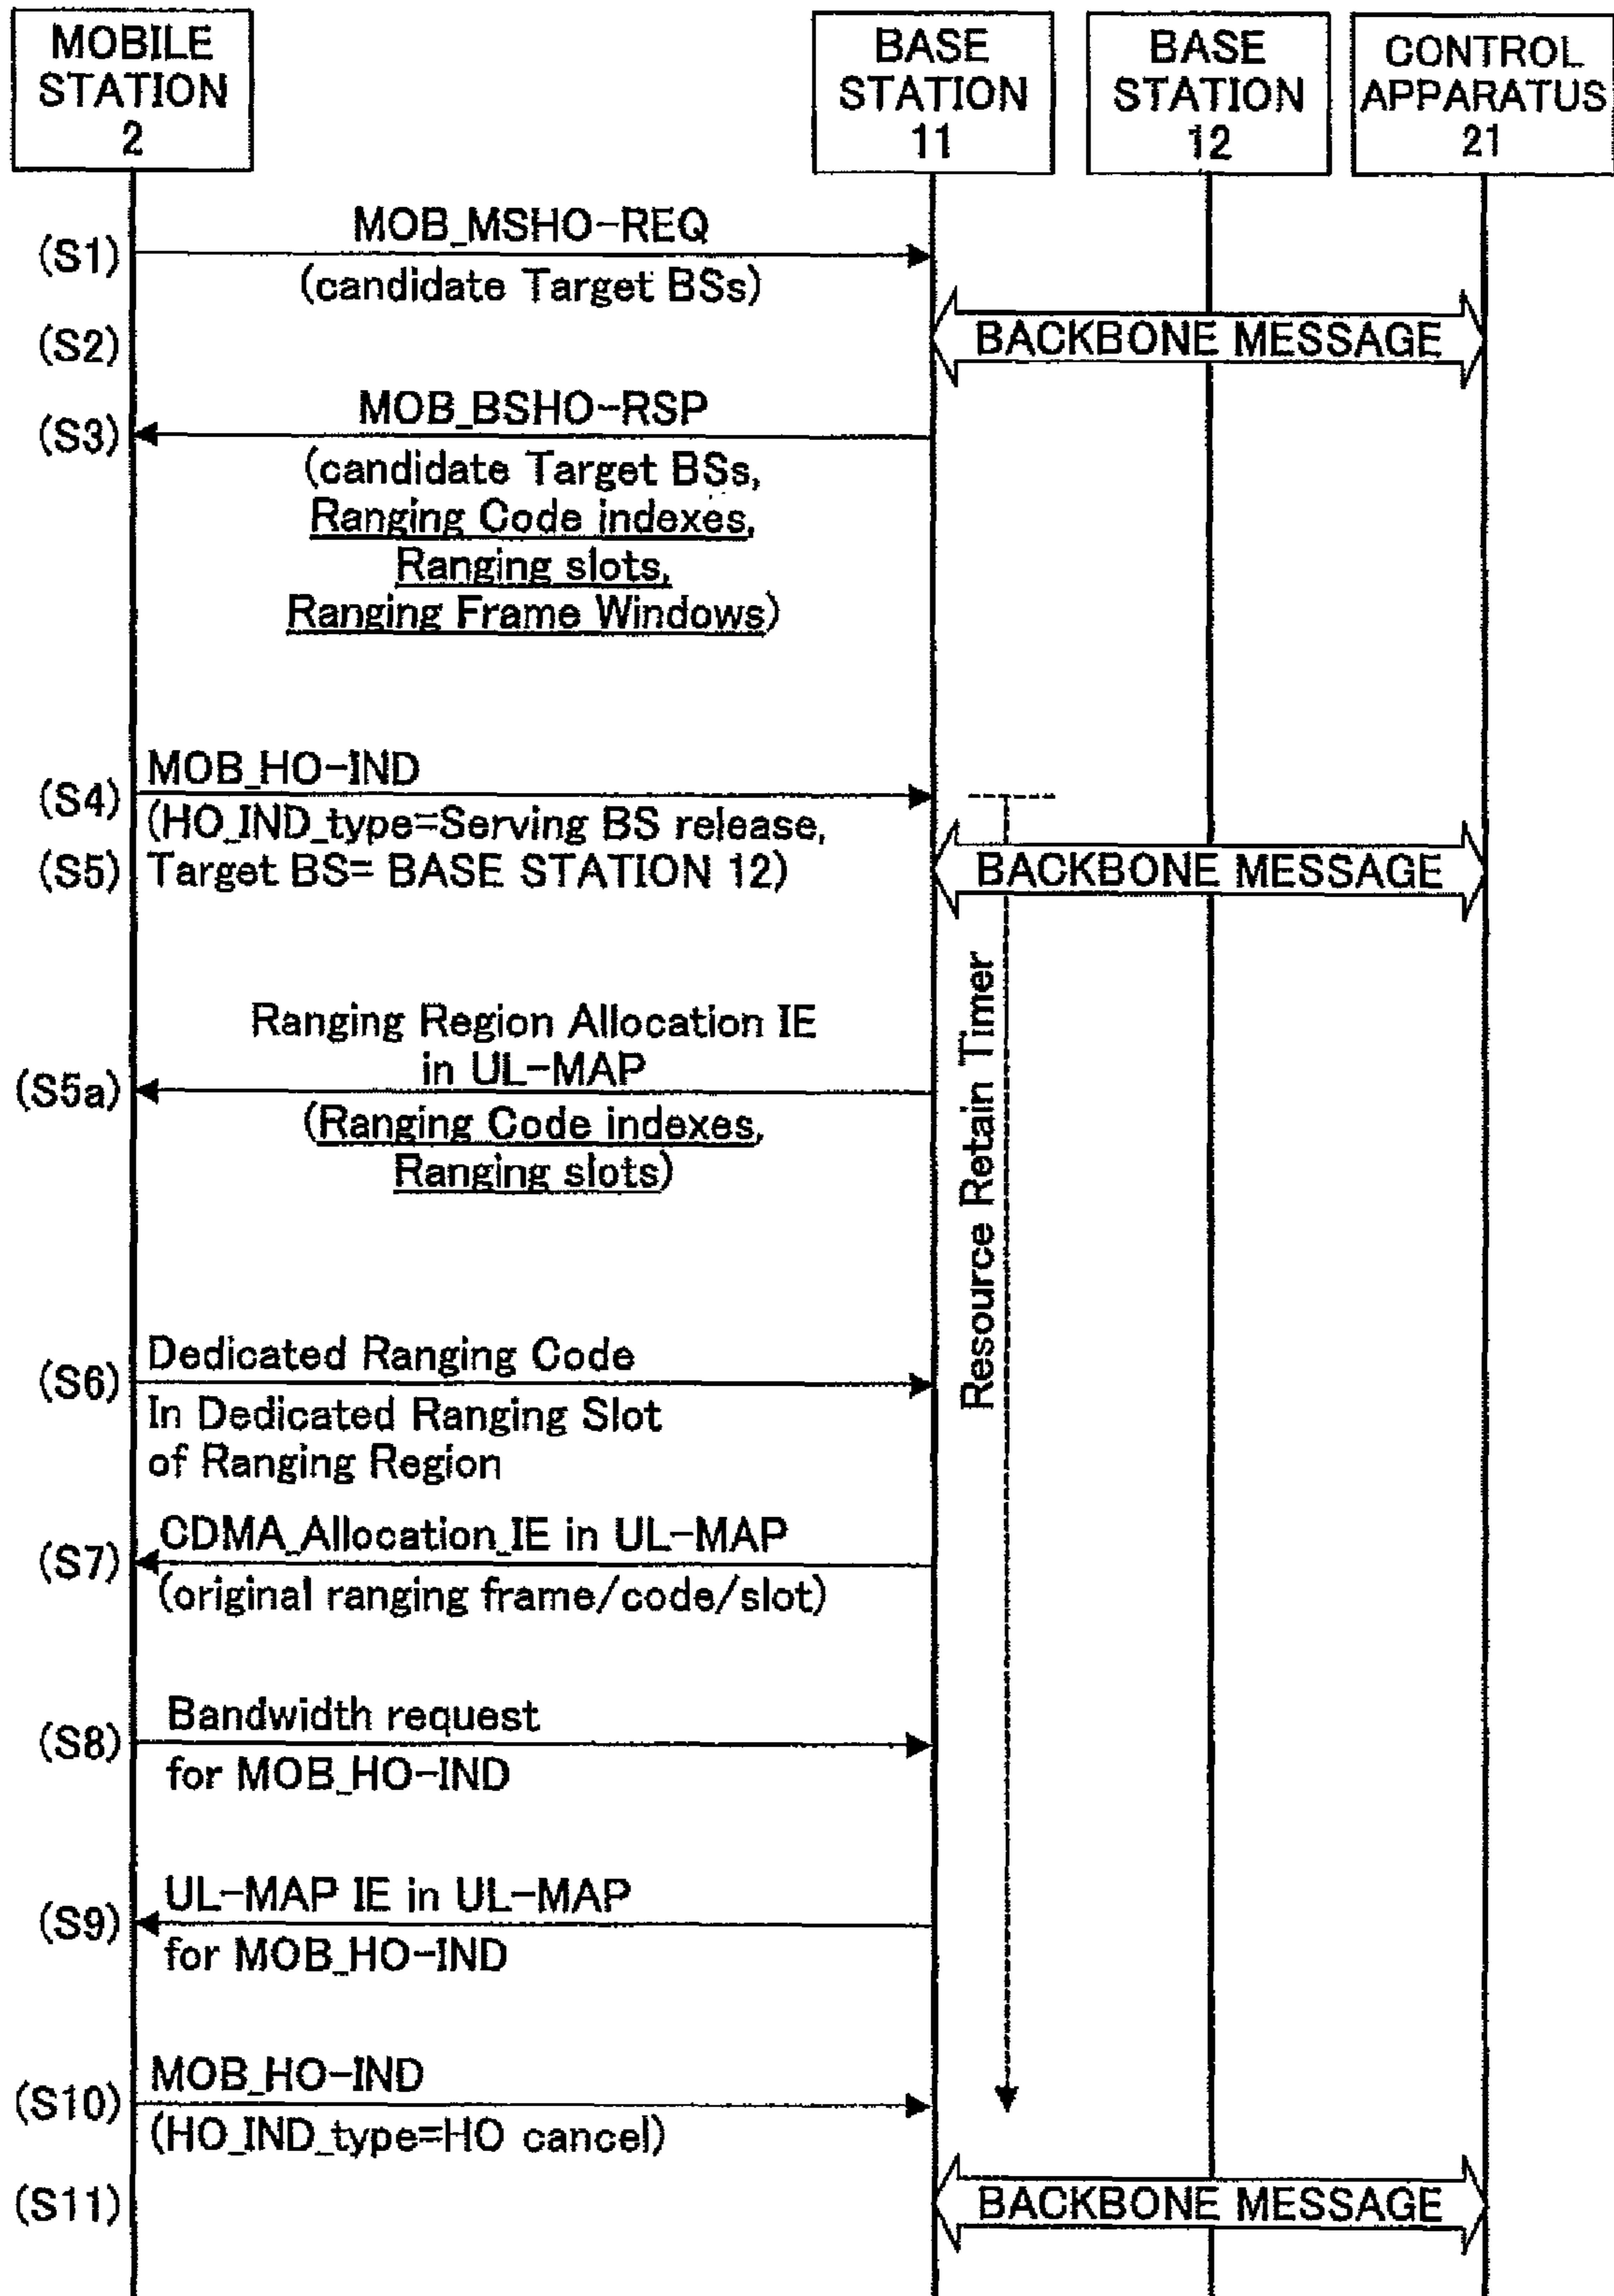 MOBILE
STATION
2
BASE
STATION
11
BASE
STATION
12
CONTROL
APPARATUS
21
(S1)
MOB_MSHO-REQ
(candidate Target BSs)
(S2)
BACKBONE MESSAGE
(S3)
MOB_BSHO-RSP
(candidate Target BSs,
Ranging Code indexes,
Ranging slots,
Ranging Frame Windows)
(S4)
MOB_HO-IND
(HO_IND_type=Serving BS release,
(S5)
Target BS= BASE STATION 12)
BACKBONE MESSAGE
Resource Retain Timer
(S5a)
Ranging Region Allocation IE
in UL-MAP
(Ranging Code indexes,
Ranging slots)
(S6)
Dedicated Ranging Code
In Dedicated Ranging Slot
of Ranging Region
(S7)
CDMA_Allocation_IE in UL-MAP
(original ranging frame/code/slot)
(S8)
Bandwidth request
for MOB_HO-IND
(S9)
UL-MAP IE in UL-MAP
for MOB_HO-IND
(S10)
MOB_HO-IND
(HO_IND_type=HO cancel)
(S11)
BACKBONE MESSAGE